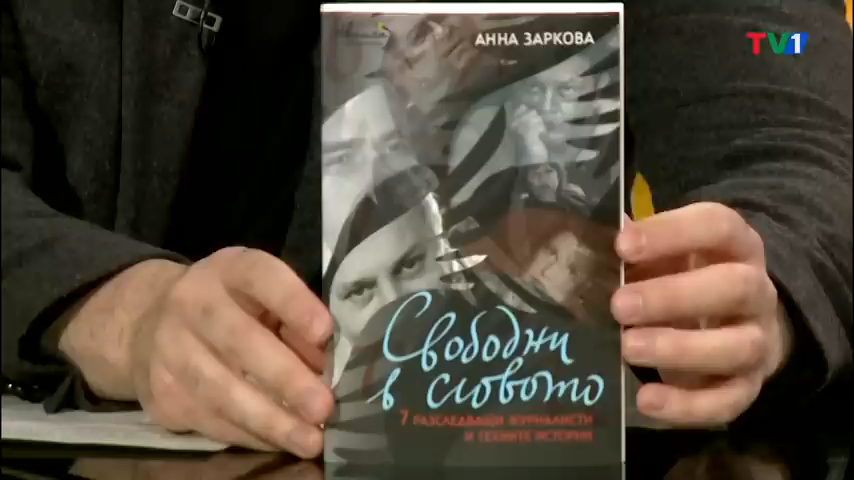 TV1
АННА ЗАРКОВА
Свободни
в словото
7 РАЗСЛЕДВАЩИ ЖУРНАЛИСТИ
И ТЕХНИТЕ ИСТОРИИ